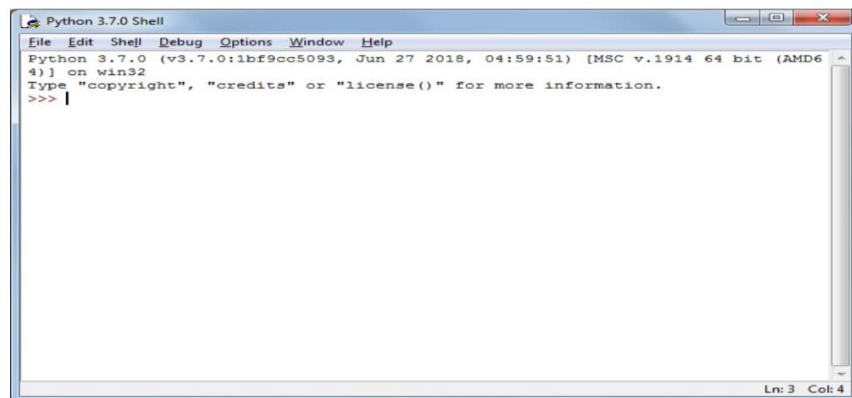 Python 3.7.0 Shell
File Edit Shell Debug Options Window Help
Python 3.7.0 (v3.7.0:1bf9cc5093, Jun 27 2018, 04:59:51) [MSC v.1914 64 bit (AMD6
4)] on win32
Type "copyright", "credits" or "license()" for more information.
>>>
Ln: 3 Col: 4